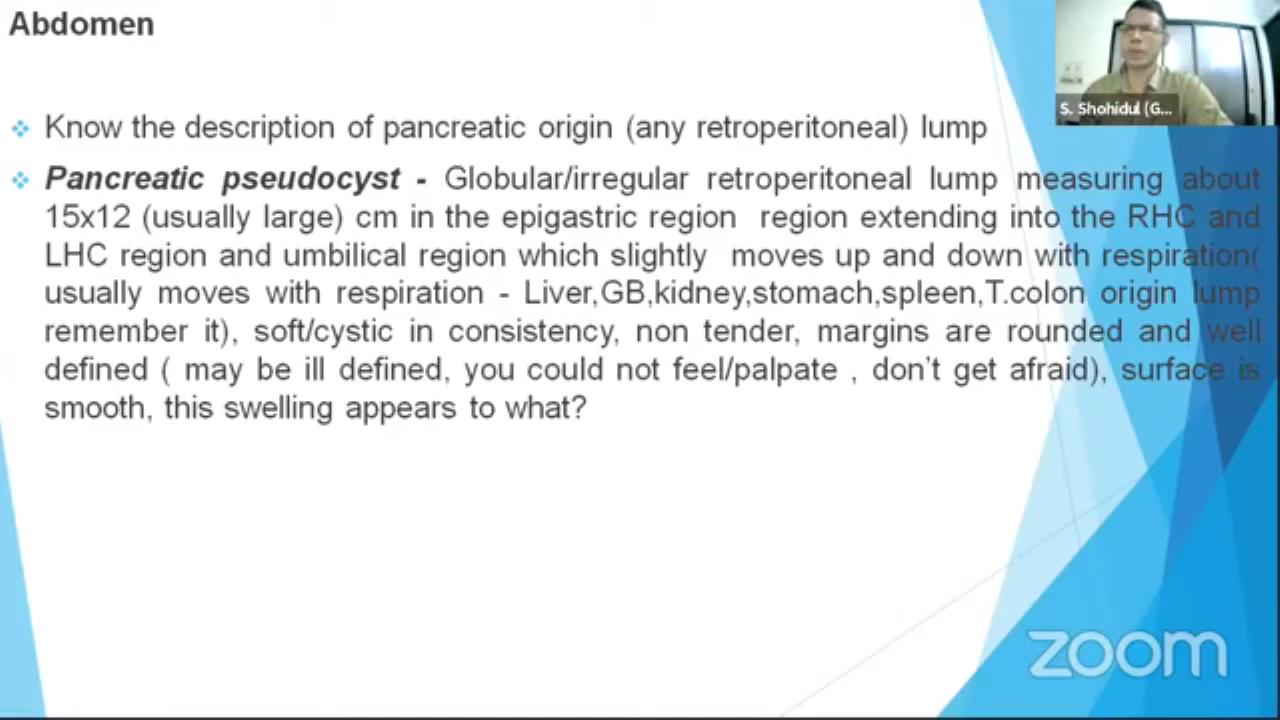 Abdomen
S. Shohidul (G...
Know the description of pancreatic origin (any retroperitoneal) lump
Pancreatic pseudocyst - Globular/irregular retroperitoneal lump measuring about
15x12 (usually large) cm in the epigastric region region extending into the RHC and
LHC region and umbilical region which slightly moves up and down with respiration(
usually moves with respiration - Liver,GB,kidney,stomach,spleen,T.colon origin lump
remember it), soft/cystic in consistency, non tender, margins are rounded and well
defined ( may be ill defined, you could not feel/palpate , don't get afraid), surface is
smooth, this swelling appears to what?
zoom